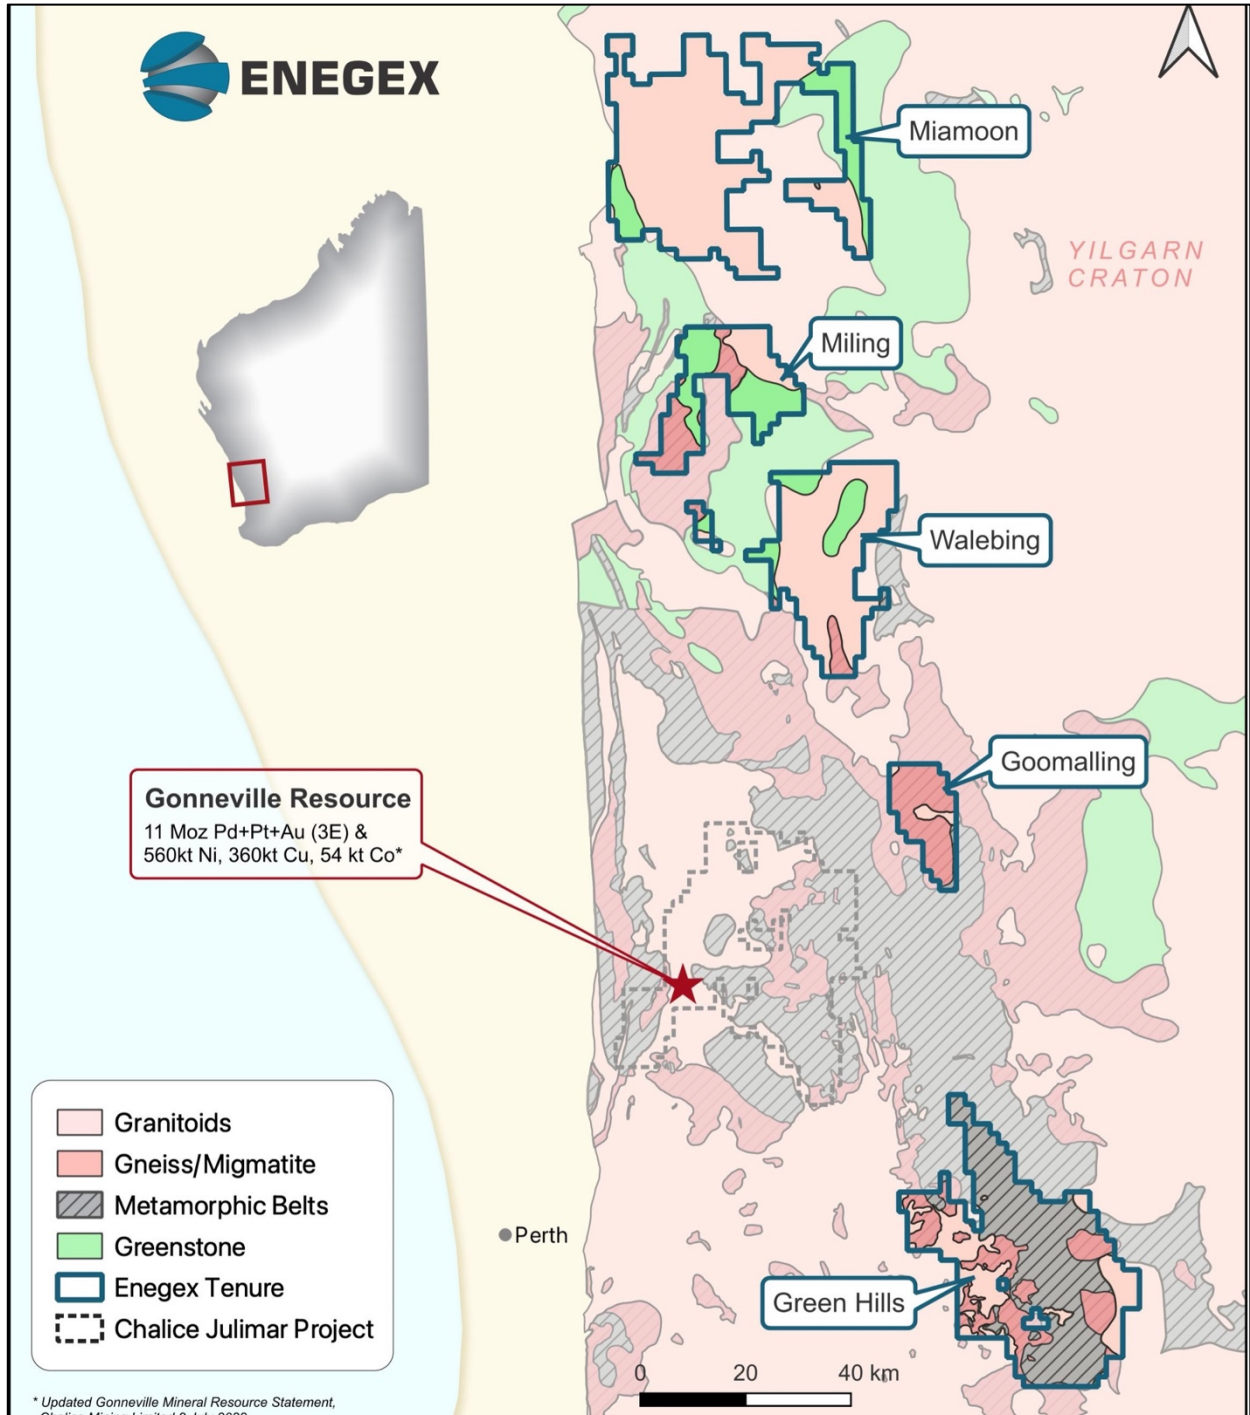 ENEGEX
Miamoon
YILGARN
CRATON
Miling
Walebing
Goomalling
Gonneville Resource
11 Moz Pd+Pt+Au (3E) &
560kt Ni, 360kt Cu, 54 kt Co*
Granitoids
Gneiss/Migmatite
Metamorphic Belts
Greenstone
Enegex Tenure
Chalice Julimar Project
Perth
Green Hills
0 20 40 km
* Updated Gonneville Mineral Resource Statement,